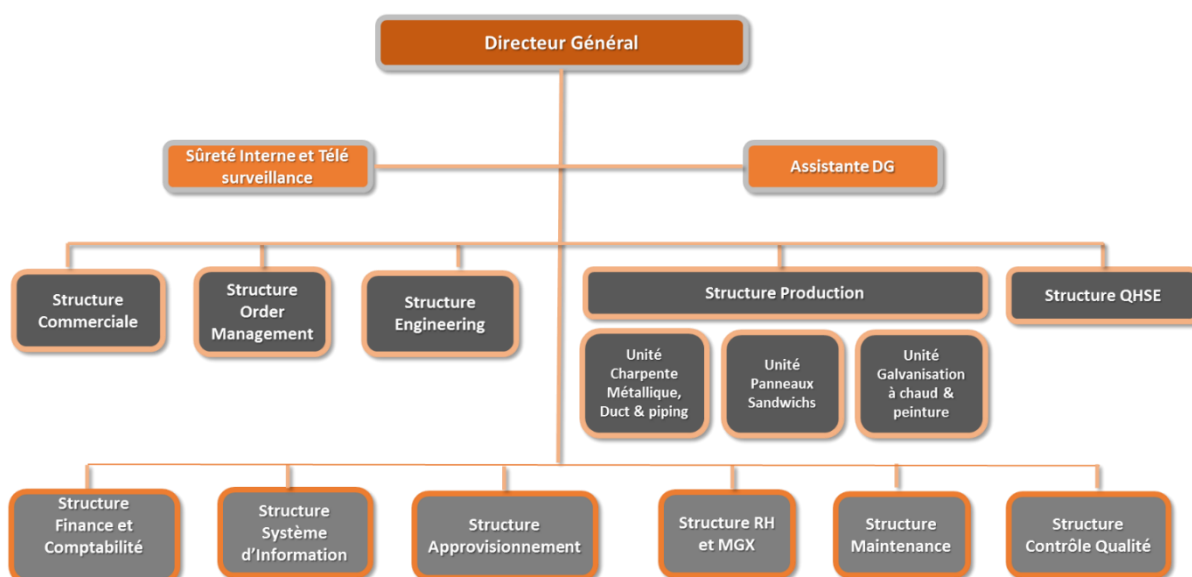 Directeur Général
Sûreté Interne et Télé
surveillance
Assistante DG
Structure
Commerciale
Structure
Order
Management
Structure
Engineering
Structure Production
Structure QHSE
Unité
Charpente
Métallique,
Duct & piping
Unité
Panneaux
Sandwichs
Unité
Galvanisation
à chaud &
peinture
Structure
Finance et
Comptabilité
Structure
Système
d'Information
Structure
Approvisionnement
Structure RH
et MGX
Structure
Maintenance
Structure
Contrôle Qualité